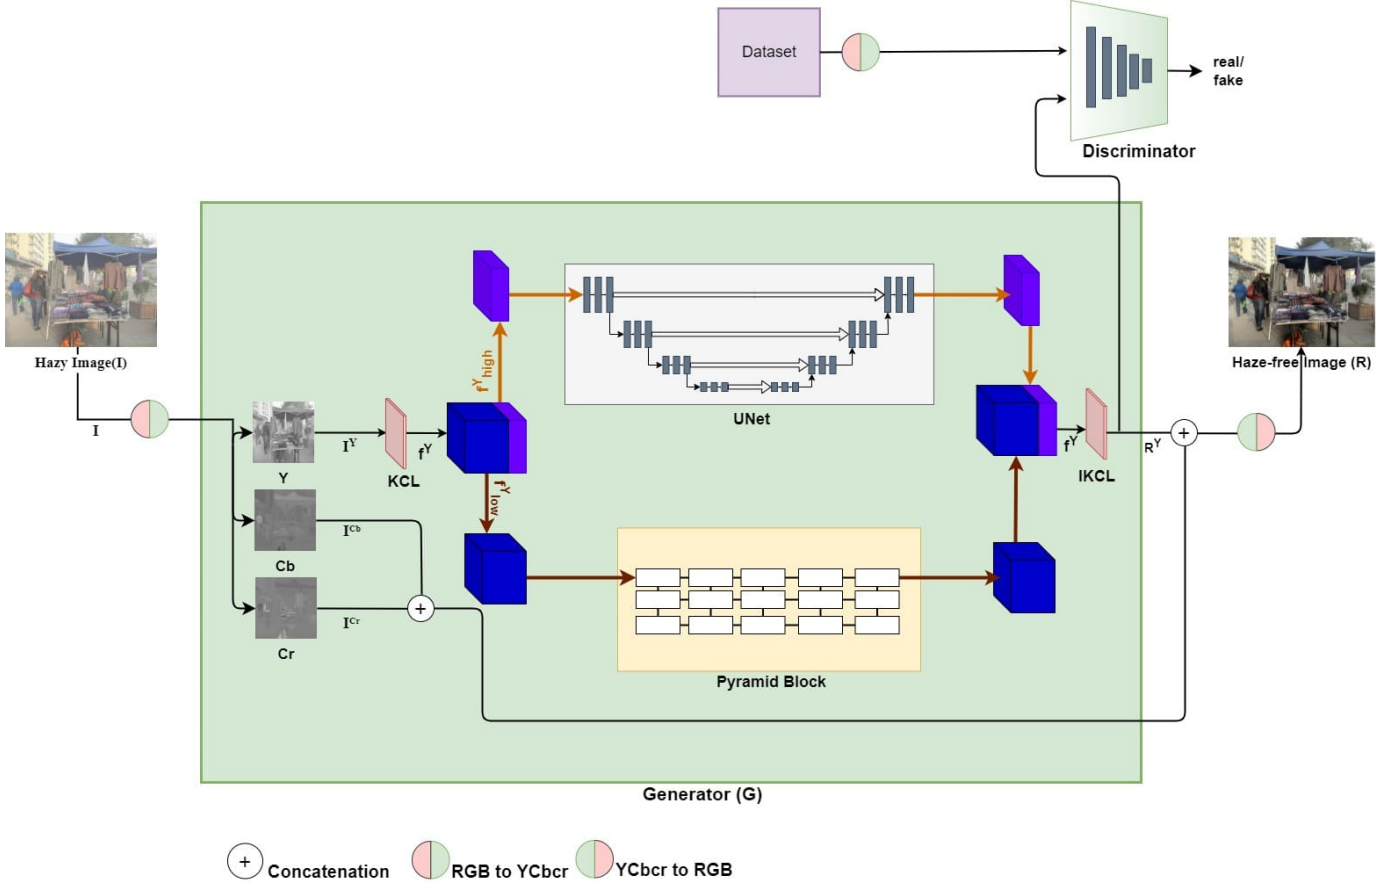 Dataset
real/
fake
Discriminator
Hazy Image(I)
Haze-free Image (R)
I
Y
I^Y
KCL
f^Y
f^Y_high
f^Y_low
UNet
f^Y
IKCL
R^Y
+
Cb
I^Cb
Cr
I^Cr
+
Pyramid Block
Generator (G)
+ Concatenation
RGB to YCbcr
YCbcr to RGB